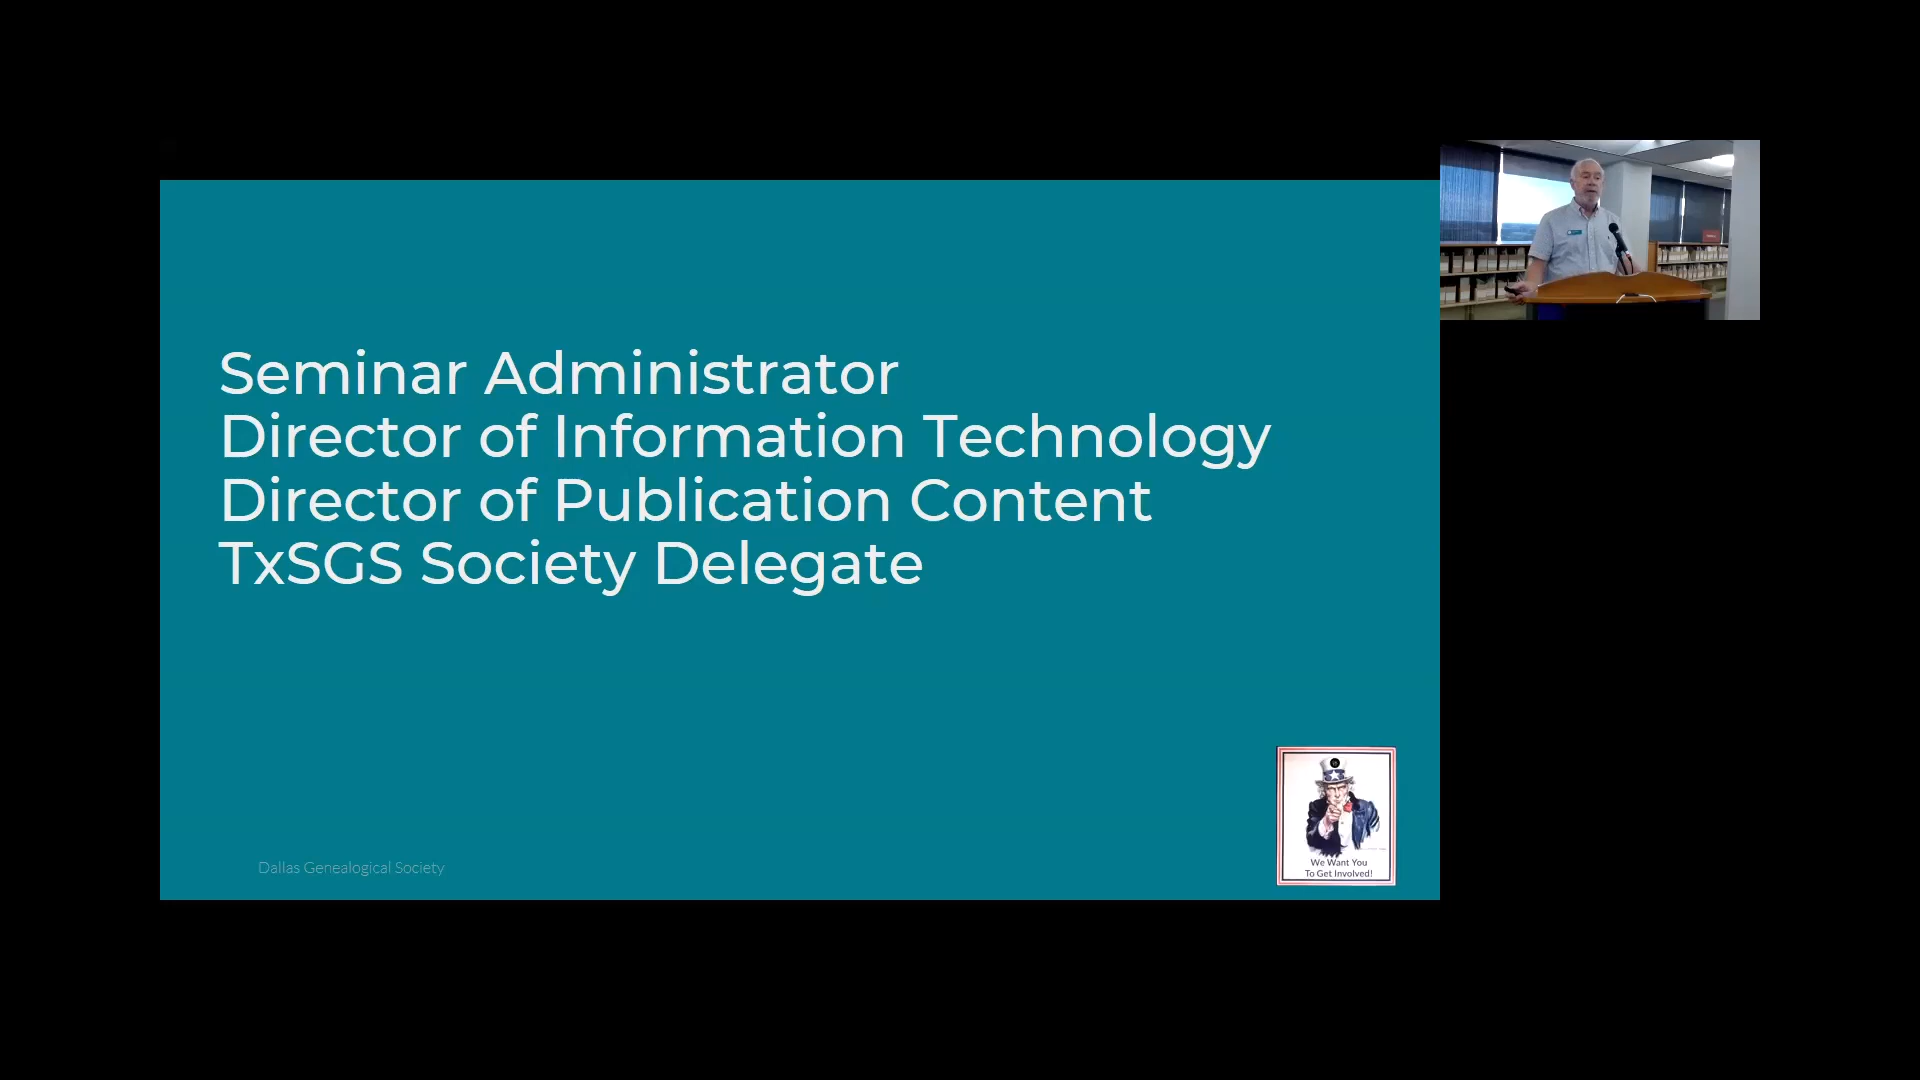 Seminar Administrator
Director of Information Technology
Director of Publication Content
TxSGS Society Delegate
Dallas Genealogical Society
We Want You
To Get Involved!